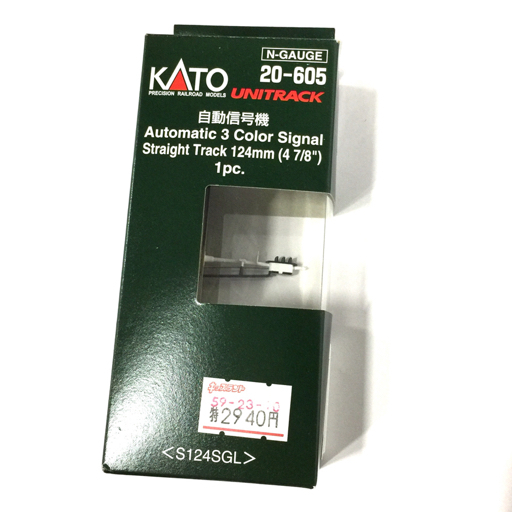 N-GAUGE
KATO 20-605
PRECISION RAILROAD MODELS UNITRACK
自動信号機
Automatic 3 Color Signal
Straight Track 124mm (4 7/8")
1pc.
特2940円
<S124SGL>